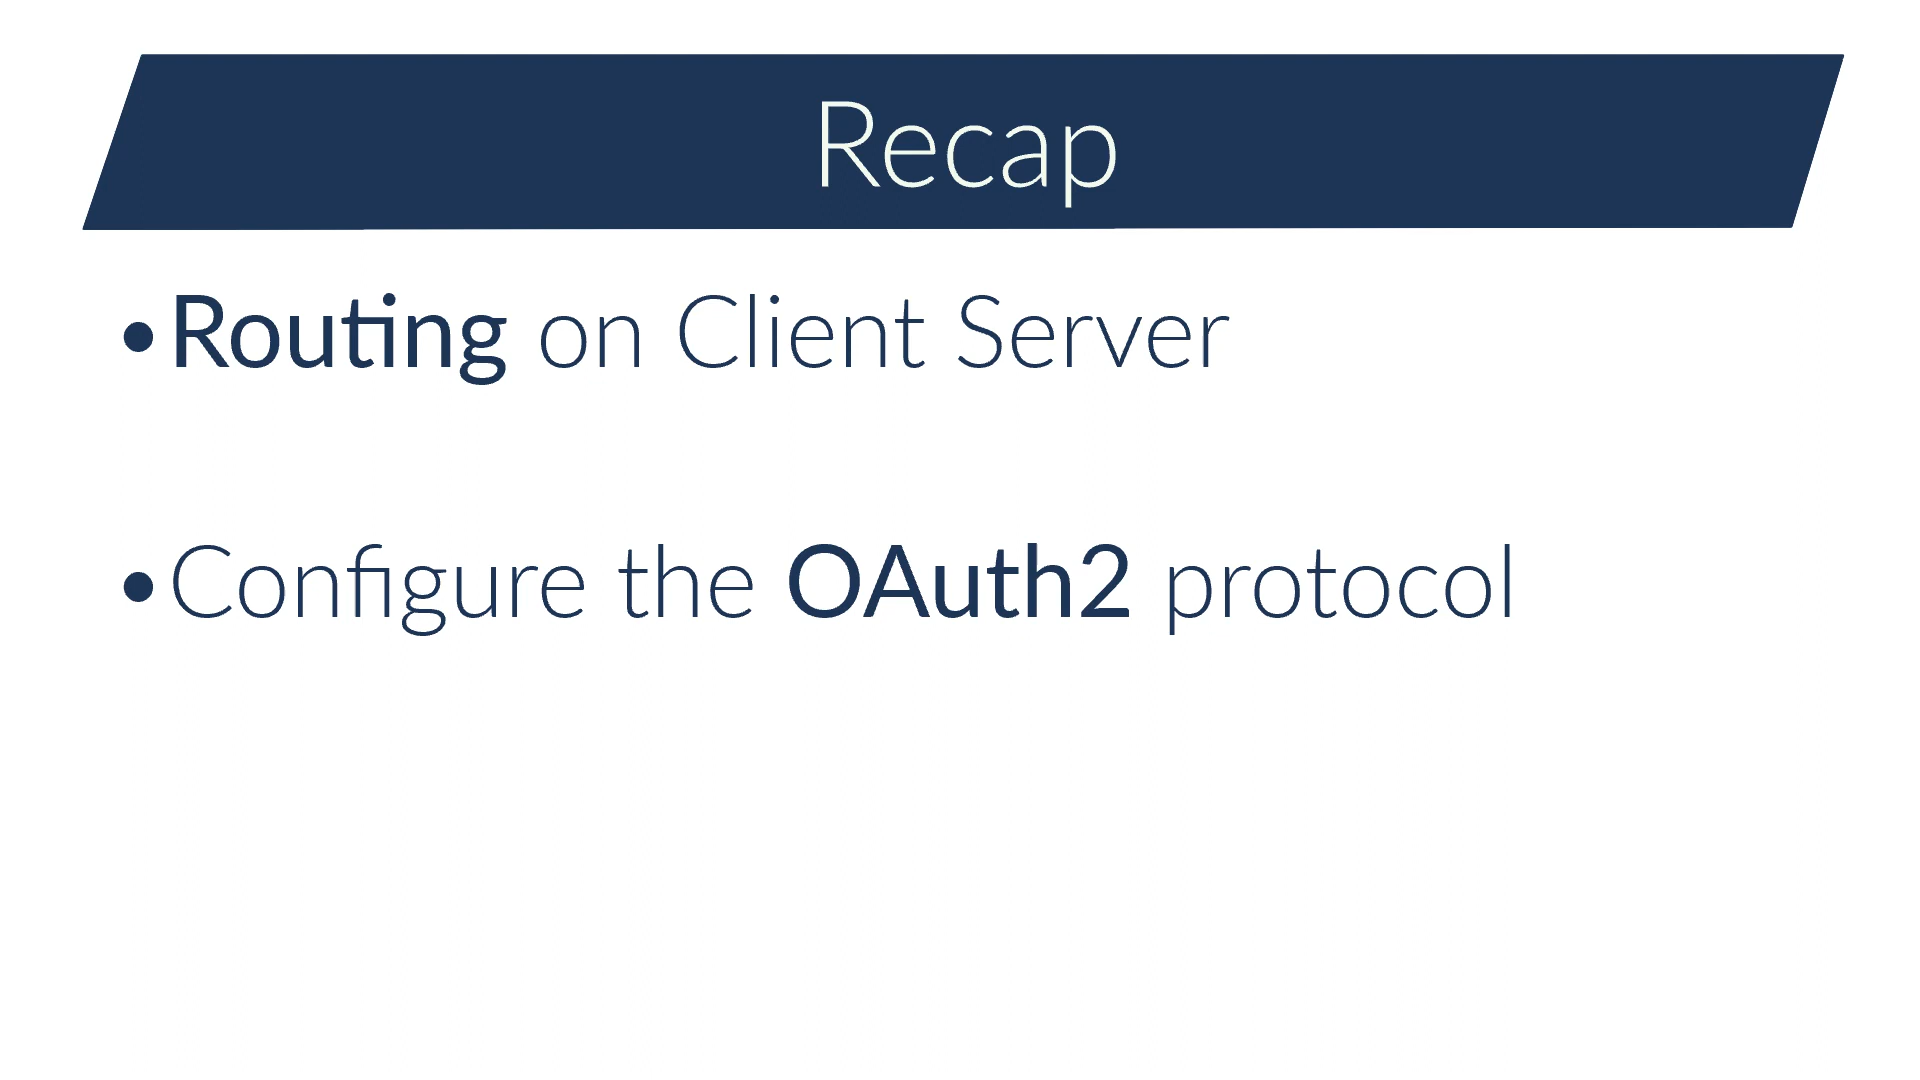 Recap
•Routing on Client Server
•Configure the OAuth2 protocol